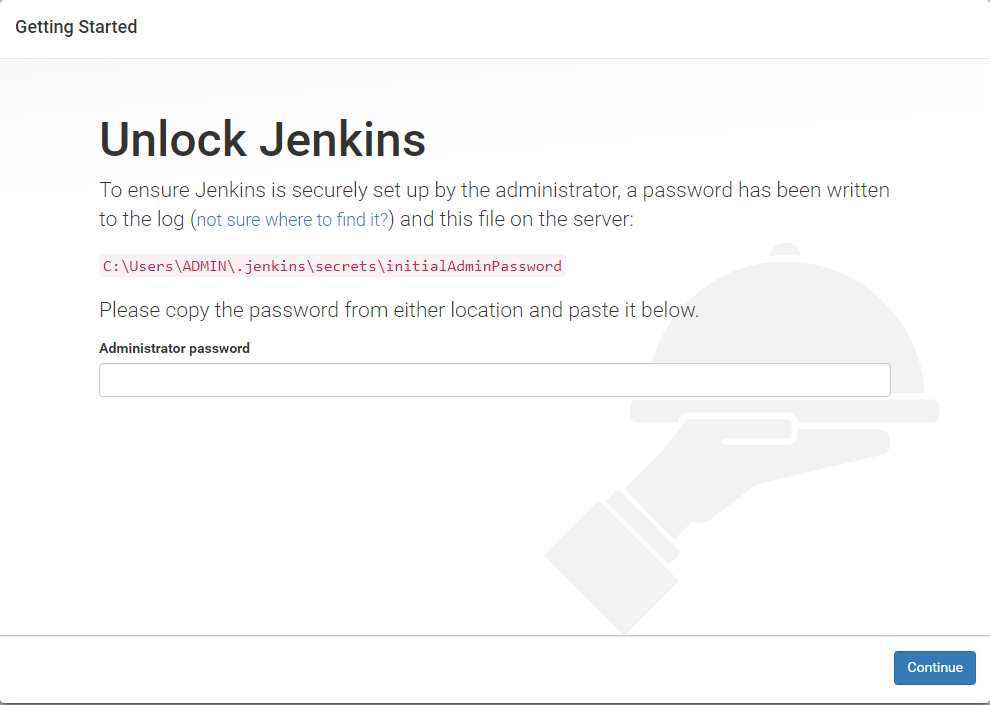 Getting Started
Unlock Jenkins
To ensure Jenkins is securely set up by the administrator, a password has been written
to the log (not sure where to find it?) and this file on the server:
C:\Users\ADMIN\.jenkins\secrets\initialAdminPassword
Please copy the password from either location and paste it below.
Administrator password
Continue